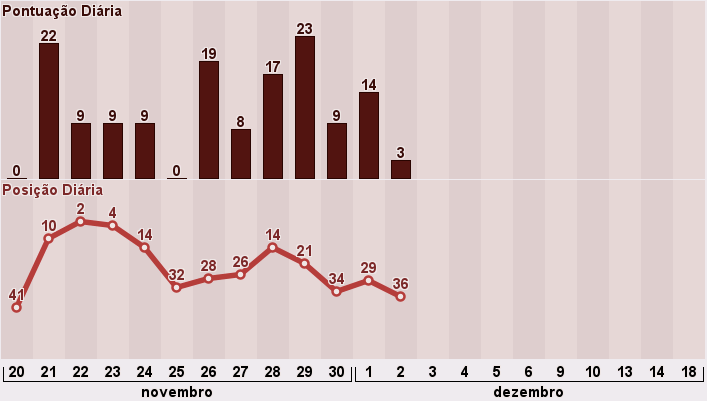 Pontuação Diária
0 22 9 9 9 0 19 8 17 23 9 14 3
Posição Diária
41 10 2 4 14 32 28 26 14 21 34 29 36
20 21 22 23 24 25 26 27 28 29 30 1 2 3 4 5 6 9 10 13 14 18
novembro dezembro